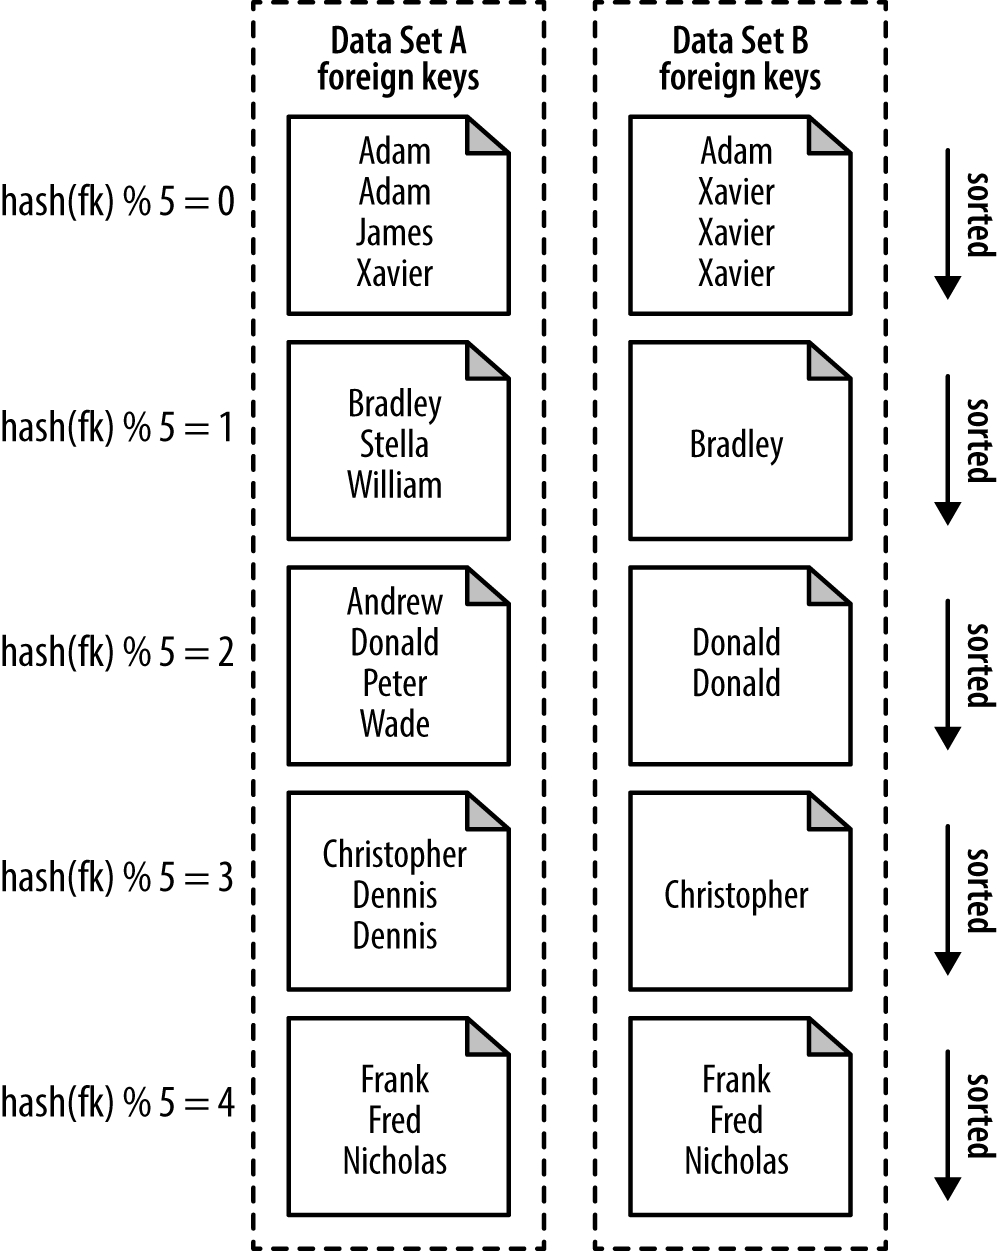 Data Set A
foreign keys
Data Set B
foreign keys
hash(fk) % 5 = 0
Adam
Adam
James
Xavier
Adam
Xavier
Xavier
Xavier
sorted
hash(fk) % 5 = 1
Bradley
Stella
William
Bradley
sorted
hash(fk) % 5 = 2
Andrew
Donald
Peter
Wade
Donald
Donald
sorted
hash(fk) % 5 = 3
Christopher
Dennis
Dennis
Christopher
sorted
hash(fk) % 5 = 4
Frank
Fred
Nicholas
Frank
Fred
Nicholas
sorted